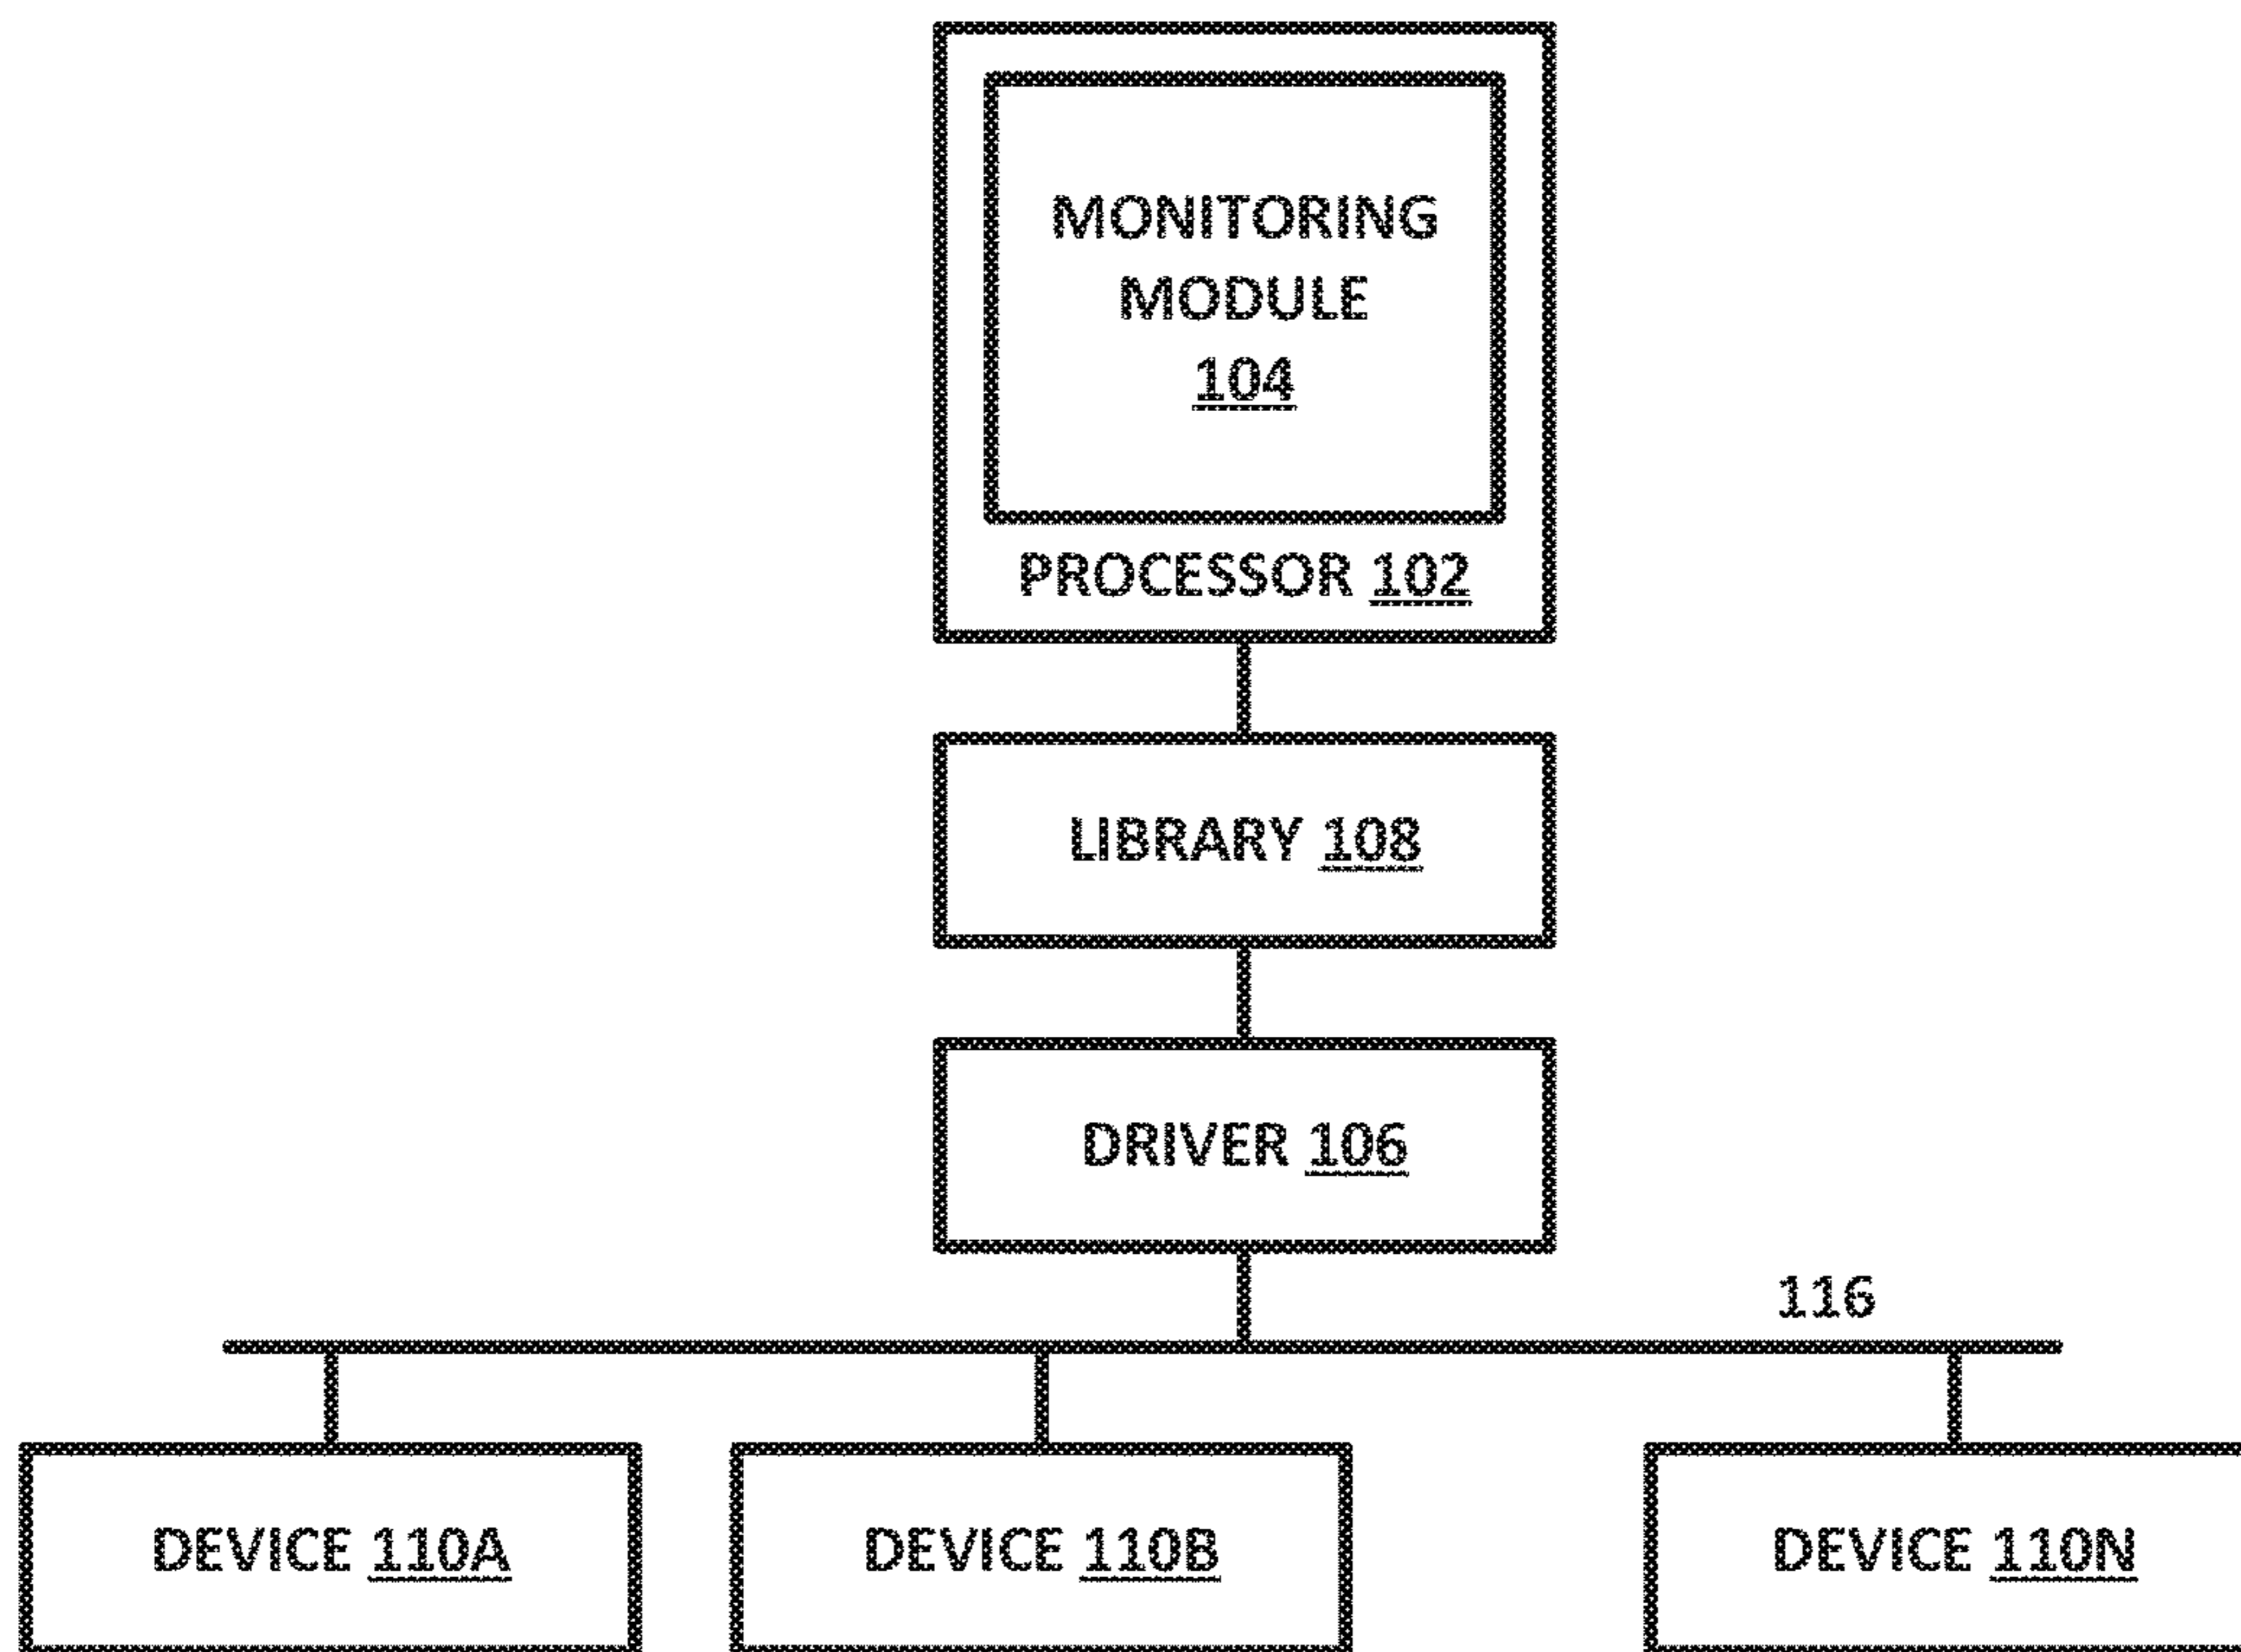 MONITORING
MODULE
104
PROCESSOR 102
LIBRARY 108
DRIVER 106
116
DEVICE 110A
DEVICE 110B
DEVICE 110N